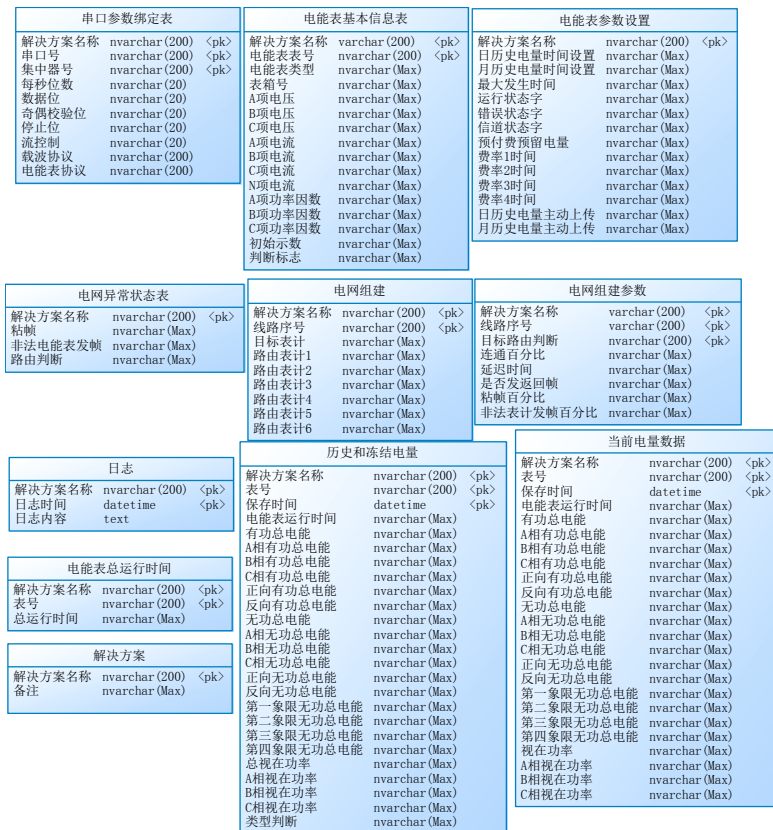 串口参数绑定表
解决方案名称 nvarchar(200) <pk>
串口号 nvarchar(200) <pk>
集中器号 nvarchar(200) <pk>
每秒位数 nvarchar(20)
数据位 nvarchar(20)
奇偶校验位 nvarchar(20)
停止位 nvarchar(20)
流控制 nvarchar(20)
载波协议 nvarchar(200)
电能表协议 nvarchar(200)
电能表基本信息表
解决方案名称 varchar(200) <pk>
电能表表号 nvarchar(200) <pk>
电能表类型 nvarchar(Max)
表箱号 nvarchar(Max)
A项电压 nvarchar(Max)
B项电压 nvarchar(Max)
C项电压 nvarchar(Max)
A项电流 nvarchar(Max)
B项电流 nvarchar(Max)
C项电流 nvarchar(Max)
N项电流 nvarchar(Max)
A项功率因数 nvarchar(Max)
B项功率因数 nvarchar(Max)
C项功率因数 nvarchar(Max)
初始示数 nvarchar(Max)
判断标志 nvarchar(Max)
电能表参数设置
解决方案名称 nvarchar(200) <pk>
日历史电量时间设置 nvarchar(Max)
月历史电量时间设置 nvarchar(Max)
最大发生时间 nvarchar(Max)
运行状态字 nvarchar(Max)
错误状态字 nvarchar(Max)
信道状态字 nvarchar(Max)
预付费预留电量 nvarchar(Max)
费率1时间 nvarchar(Max)
费率2时间 nvarchar(Max)
费率3时间 nvarchar(Max)
费率4时间 nvarchar(Max)
日历史电量主动上传 nvarchar(Max)
月历史电量主动上传 nvarchar(Max)
电网异常状态表
解决方案名称 nvarchar(200) <pk>
粘帧 nvarchar(Max)
非法电能表发帧 nvarchar(Max)
路由判断 nvarchar(Max)
电网组建
解决方案名称 nvarchar(200) <pk>
线路序号 nvarchar(200) <pk>
目标表计 nvarchar(Max)
路由表计1 nvarchar(Max)
路由表计2 nvarchar(Max)
路由表计3 nvarchar(Max)
路由表计4 nvarchar(Max)
路由表计5 nvarchar(Max)
路由表计6 nvarchar(Max)
电网组建参数
解决方案名称 varchar(200) <pk>
线路序号 varchar(200) <pk>
目标路由判断 nvarchar(200) <pk>
连通百分比 nvarchar(Max)
延迟时间 nvarchar(Max)
是否发返回帧 nvarchar(Max)
粘帧百分比 nvarchar(Max)
非法表计发帧百分比 nvarchar(Max)
日志
解决方案名称 nvarchar(200) <pk>
日志时间 datetime <pk>
日志内容 text
电能表总运行时间
解决方案名称 nvarchar(200) <pk>
表号 nvarchar(200) <pk>
总运行时间 nvarchar(Max)
解决方案
解决方案名称 nvarchar(200) <pk>
备注 nvarchar(Max)
历史和冻结电量
解决方案名称 nvarchar(200) <pk>
表号 nvarchar(200) <pk>
保存时间 datetime <pk>
电能表运行时间 nvarchar(Max)
有功总电能 nvarchar(Max)
A相有功总电能 nvarchar(Max)
B相有功总电能 nvarchar(Max)
C相有功总电能 nvarchar(Max)
正向有功总电能 nvarchar(Max)
反向有功总电能 nvarchar(Max)
无功总电能 nvarchar(Max)
A相无功总电能 nvarchar(Max)
B相无功总电能 nvarchar(Max)
C相无功总电能 nvarchar(Max)
正向无功总电能 nvarchar(Max)
反向无功总电能 nvarchar(Max)
第一象限无功总电能 nvarchar(Max)
第二象限无功总电能 nvarchar(Max)
第三象限无功总电能 nvarchar(Max)
第四象限无功总电能 nvarchar(Max)
总视在功率 nvarchar(Max)
A相视在功率 nvarchar(Max)
B相视在功率 nvarchar(Max)
C相视在功率 nvarchar(Max)
类型判断 nvarchar(Max)
当前电量数据
解决方案名称 nvarchar(200) <pk>
表号 nvarchar(200) <pk>
保存时间 datetime <pk>
电能表运行时间 nvarchar(Max)
有功总电能 nvarchar(Max)
A相有功总电能 nvarchar(Max)
B相有功总电能 nvarchar(Max)
C相有功总电能 nvarchar(Max)
正向有功总电能 nvarchar(Max)
反向有功总电能 nvarchar(Max)
无功总电能 nvarchar(Max)
A相无功总电能 nvarchar(Max)
B相无功总电能 nvarchar(Max)
C相无功总电能 nvarchar(Max)
正向无功总电能 nvarchar(Max)
反向无功总电能 nvarchar(Max)
第一象限无功总电能 nvarchar(Max)
第二象限无功总电能 nvarchar(Max)
第三象限无功总电能 nvarchar(Max)
第四象限无功总电能 nvarchar(Max)
视在功率 nvarchar(Max)
A相视在功率 nvarchar(Max)
B相视在功率 nvarchar(Max)
C相视在功率 nvarchar(Max)